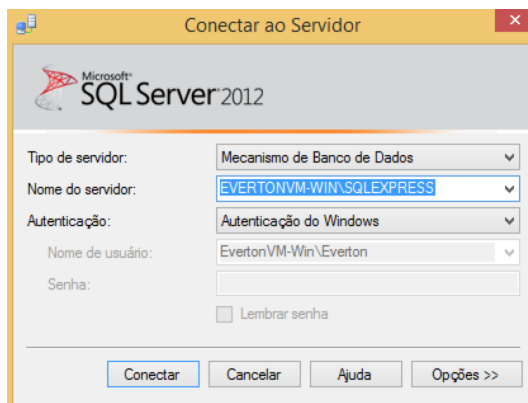 Conectar ao Servidor
Microsoft®
SQL Server® 2012
Tipo de servidor: Mecanismo de Banco de Dados
Nome do servidor: EVERTONVM-WIN\SQLEXPRESS
Autenticação: Autenticação do Windows
Nome de usuário: EvertonVM-Win\Everton
Senha:
Lembrar senha
Conectar Cancelar Ajuda Opções >>